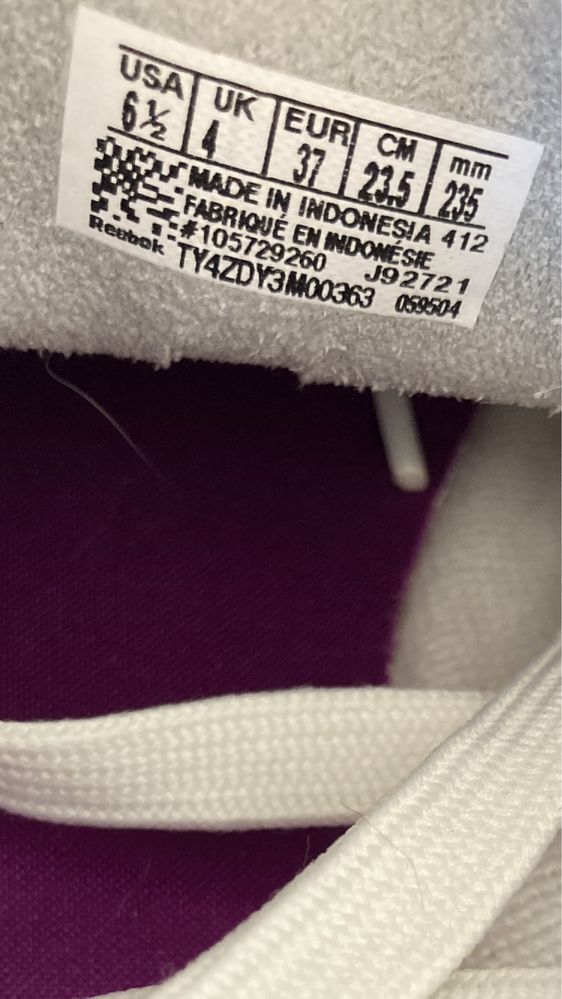 USA UK EUR CM mm
6½ 4 37 23.5 235
MADE IN INDONESIA 412
FABRIQUÉ EN INDONÉSIE
#105729260 J92721
Reebok TY4ZDY3M00363 059504